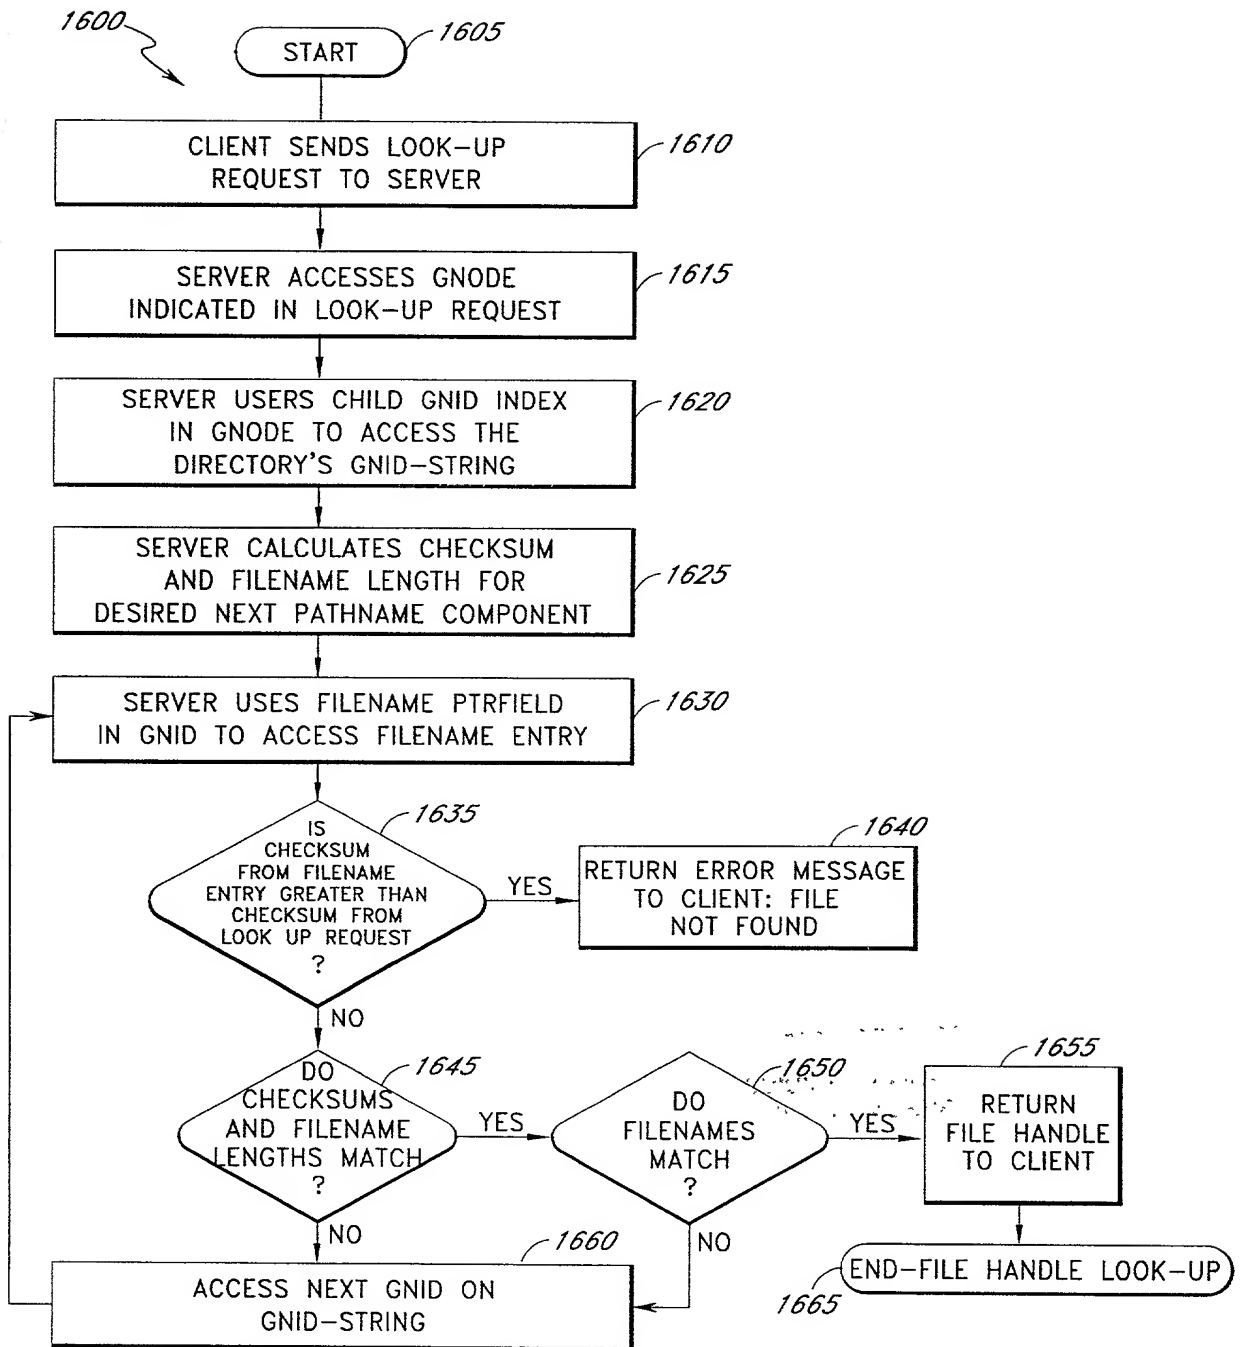 1600
START
1605
CLIENT SENDS LOOK-UP
REQUEST TO SERVER
1610
SERVER ACCESSES GNODE
INDICATED IN LOOK-UP REQUEST
1615
SERVER USERS CHILD GNID INDEX
IN GNODE TO ACCESS THE
DIRECTORY'S GNID-STRING
1620
SERVER CALCULATES CHECKSUM
AND FILENAME LENGTH FOR
DESIRED NEXT PATHNAME COMPONENT
1625
SERVER USES FILENAME PTRFIELD
IN GNID TO ACCESS FILENAME ENTRY
1630
IS
CHECKSUM
FROM FILENAME
ENTRY GREATER THAN
CHECKSUM FROM
LOOK UP REQUEST
?
1635
YES
RETURN ERROR MESSAGE
TO CLIENT: FILE
NOT FOUND
1640
NO
DO
CHECKSUMS
AND FILENAME
LENGTHS MATCH
?
1645
YES
DO
FILENAMES
MATCH
?
1650
YES
RETURN
FILE HANDLE
TO CLIENT
1655
NO
NO
ACCESS NEXT GNID ON
GNID-STRING
1660
END-FILE HANDLE LOOK-UP
1665